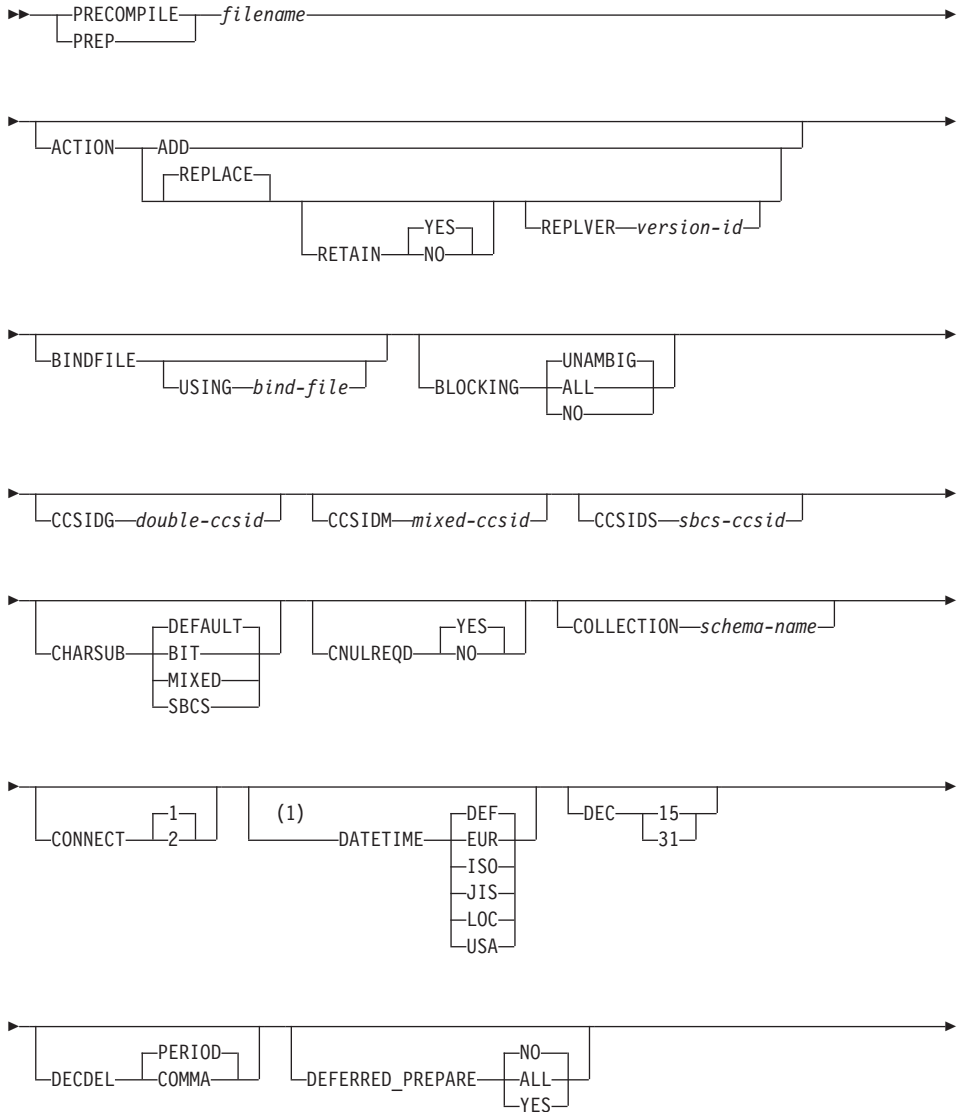 PRECOMPILE filename
PREP
ACTION ADD
REPLACE
YES REPLVER version-id
RETAIN NO
BINDFILE UNAMBIG
USING bind-file BLOCKING ALL
NO
CCSIDG double-ccsid CCSIDM mixed-ccsid CCSIDS sbcs-ccsid
DEFAULT YES COLLECTION schema-name
CHARSUB BIT CNULREQD NO
MIXED
SBCS
1 (1) DEF DEC 15
CONNECT 2 DATETIME EUR 31
ISO
JIS
LOC
USA
PERIOD NO
DECDEL COMMA DEFERRED_PREPARE ALL
YES